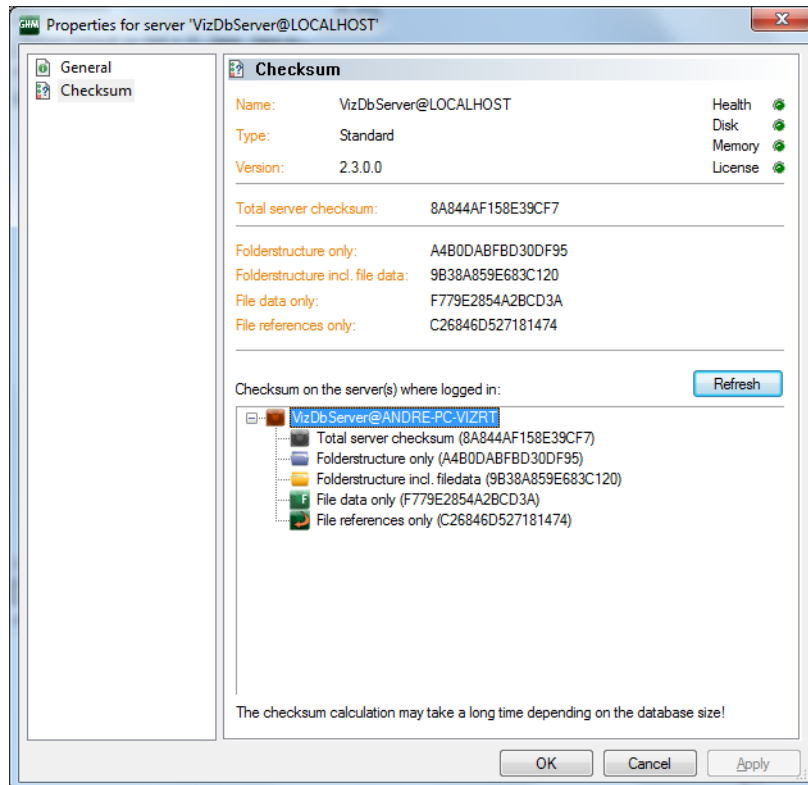 GHM Properties for server 'VizDbServer@LOCALHOST'
General
Checksum
Checksum
Name: VizDbServer@LOCALHOST Health
Disk
Type: Standard
Memory
Version: 2.3.0.0 License
Total server checksum: 8A844AF158E39CF7
Folderstructure only: A4B0DABFBD30DF95
Folderstructure incl. file data: 9B38A859E683C120
File data only: F779E2854A2BCD3A
File references only: C26846D527181474
Checksum on the server(s) where logged in: Refresh
VizDbServer@ANDRE-PC-VIZRT
Total server checksum (8A844AF158E39CF7)
Folderstructure only (A4B0DABFBD30DF95)
Folderstructure incl. filedata (9B38A859E683C120)
F File data only (F779E2854A2BCD3A)
File references only (C26846D527181474)
The checksum calculation may take a long time depending on the database size!
OK Cancel Apply